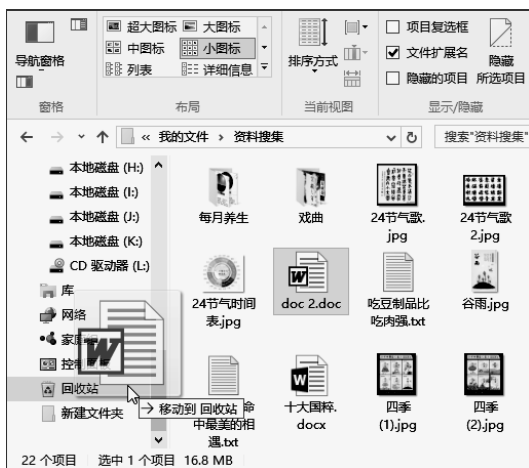 超大图标 大图标
中图标 小图标
列表 详细信息
导航窗格
窗格
布局
排序方式
当前视图
项目复选框
文件扩展名
隐藏的项目
隐藏
所选项目
显示/隐藏
« 我的文件 > 资料搜集
搜索"资料搜集"
本地磁盘 (H:)
本地磁盘 (I:)
本地磁盘 (J:)
本地磁盘 (K:)
CD 驱动器 (L:)
库
网络
家庭
控制
回收站
新建文件夹
每月养生
戏曲
24节气歌.
jpg
24节气歌
2.jpg
24节气时间
表.jpg
doc 2.doc
吃豆制品比
吃肉强.txt
谷雨.jpg
命
中最美的相
遇.txt
十大国粹.
docx
四季
(1).jpg
四季
(2).jpg
W
→ 移动到 回收站
22 个项目 选中 1 个项目 16.8 MB